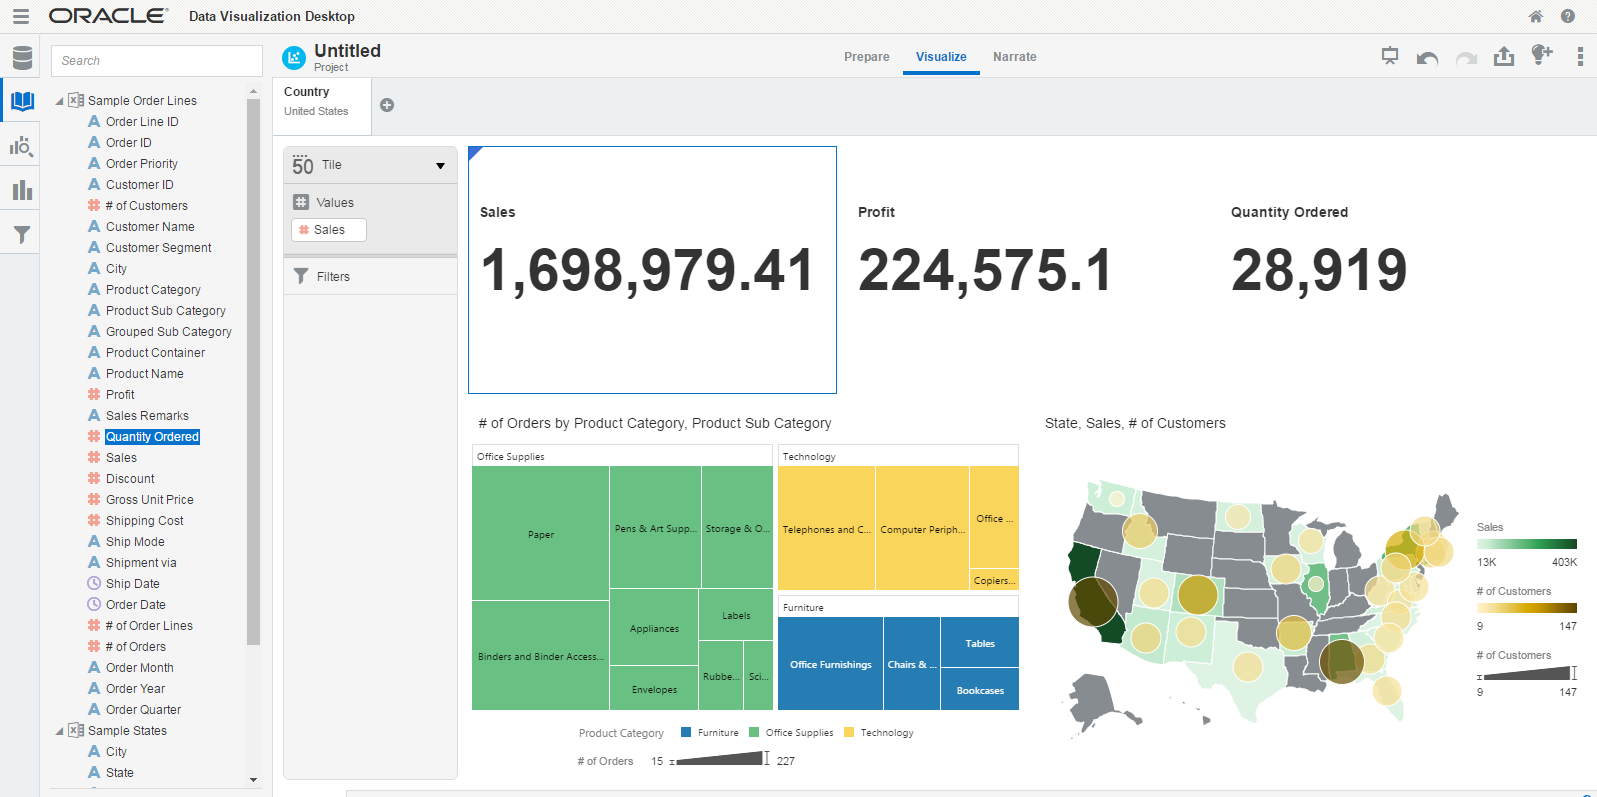 ORACLE Data Visualization Desktop
Search
Untitled
Project
Prepare
Visualize
Narrate
Country
United States
Sample Order Lines
Order Line ID
Order ID
Order Priority
Customer ID
# of Customers
Customer Name
Customer Segment
City
Product Category
Product Sub Category
Grouped Sub Category
Product Container
Product Name
Profit
Sales Remarks
Quantity Ordered
Sales
Discount
Gross Unit Price
Shipping Cost
Ship Mode
Shipment via
Ship Date
Order Date
# of Order Lines
# of Orders
Order Month
Order Year
Order Quarter
Sample States
City
State
50 Tile
Values
Sales
Filters
Sales
1,698,979.41
Profit
224,575.1
Quantity Ordered
28,919
# of Orders by Product Category, Product Sub Category
Office Supplies
Paper
Pens & Art Supp...
Storage & O...
Binders and Binder Access...
Appliances
Labels
Envelopes
Rubbe...
Sci...
Technology
Telephones and C...
Computer Periph...
Office ...
Copiers...
Furniture
Office Furnishings
Chairs & ...
Tables
Bookcases
Product Category Furniture Office Supplies Technology
# of Orders 15 227
State, Sales, # of Customers
Sales
13K 403K
# of Customers
9 147
# of Customers
9 147